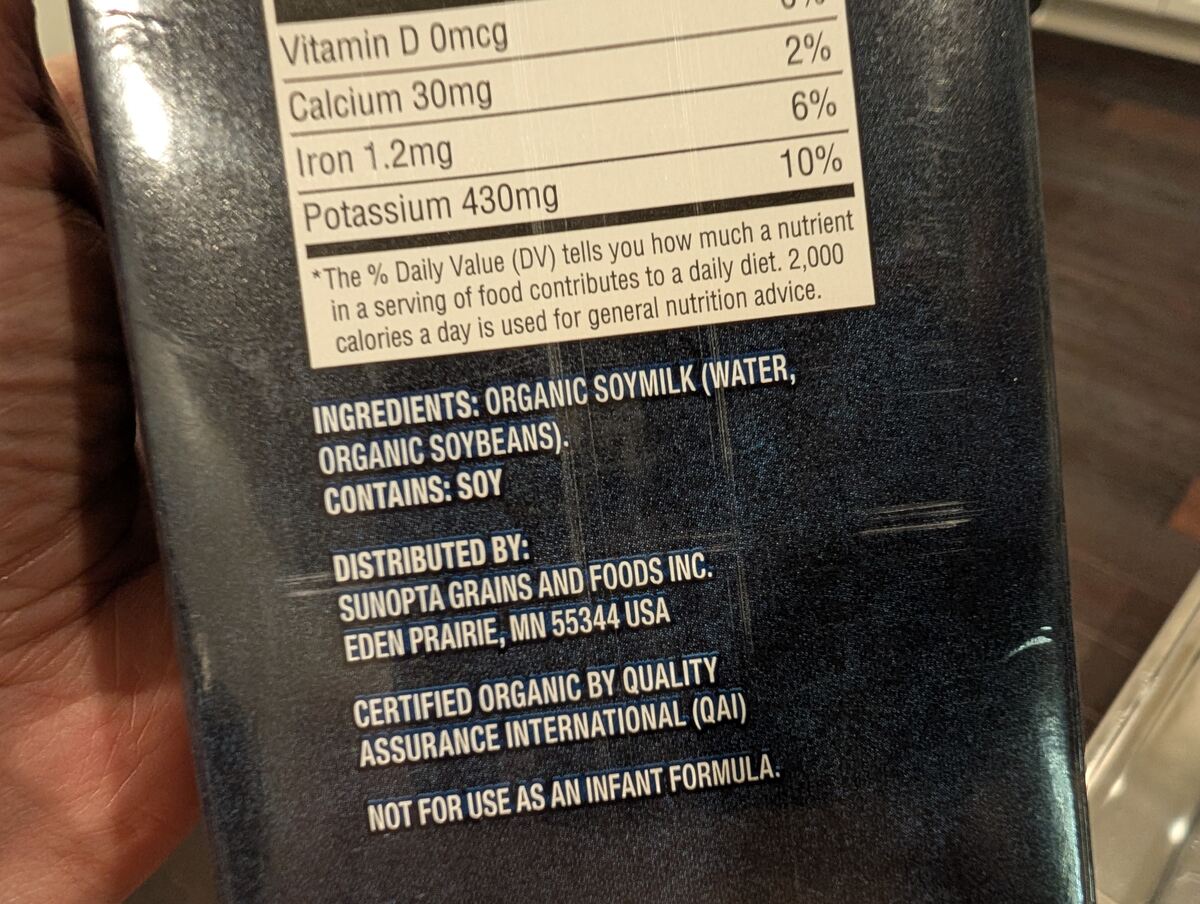 Vitamin D 0mcg
Calcium 30mg 2%
Iron 1.2mg 6%
Potassium 430mg 10%
*The % Daily Value (DV) tells you how much a nutrient
in a serving of food contributes to a daily diet. 2,000
calories a day is used for general nutrition advice.
INGREDIENTS: ORGANIC SOYMILK (WATER,
ORGANIC SOYBEANS).
CONTAINS: SOY
DISTRIBUTED BY:
SUNOPTA GRAINS AND FOODS INC.
EDEN PRAIRIE, MN 55344 USA
CERTIFIED ORGANIC BY QUALITY
ASSURANCE INTERNATIONAL (QAI)
NOT FOR USE AS AN INFANT FORMULA.